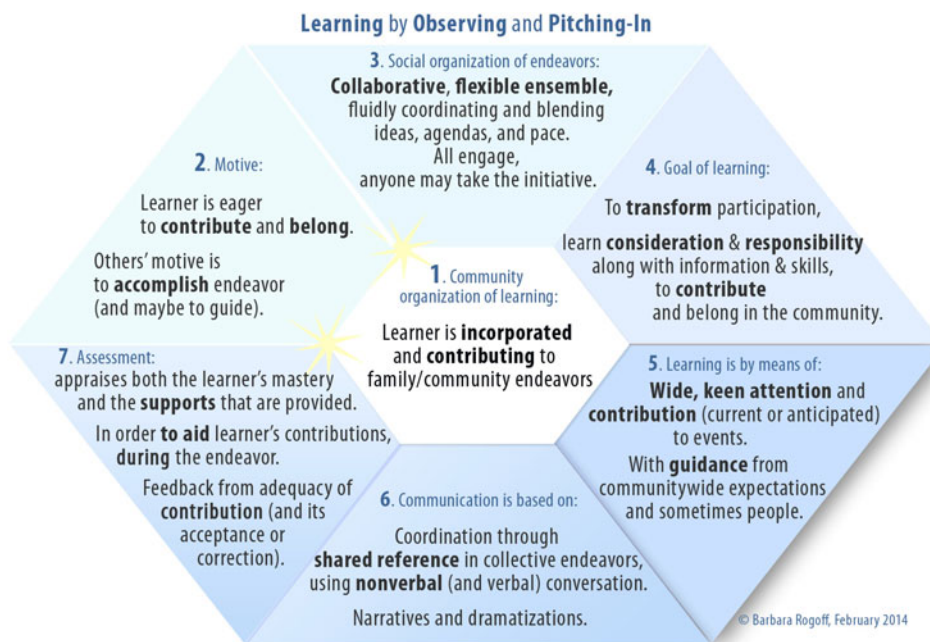 Learning by Observing and Pitching-In
1. Community
organization of learning:
Learner is incorporated
and contributing to
family/community endeavors
2. Motive:
Learner is eager
to contribute and belong.
Others' motive is
to accomplish endeavor
(and maybe to guide).
3. Social organization of endeavors:
Collaborative, flexible ensemble,
fluidly coordinating and blending
ideas, agendas, and pace.
All engage,
anyone may take the initiative.
4. Goal of learning:
To transform participation,
learn consideration & responsibility
along with information & skills,
to contribute
and belong in the community.
5. Learning is by means of:
Wide, keen attention and
contribution (current or anticipated)
to events.
With guidance from
communitywide expectations
and sometimes people.
6. Communication is based on:
Coordination through
shared reference in collective endeavors,
using nonverbal (and verbal) conversation.
Narratives and dramatizations.
7. Assessment:
appraises both the learner's mastery
and the supports that are provided.
In order to aid learner's contributions,
during the endeavor.
Feedback from adequacy of
contribution (and its
acceptance or
correction).
© Barbara Rogoff, February 2014